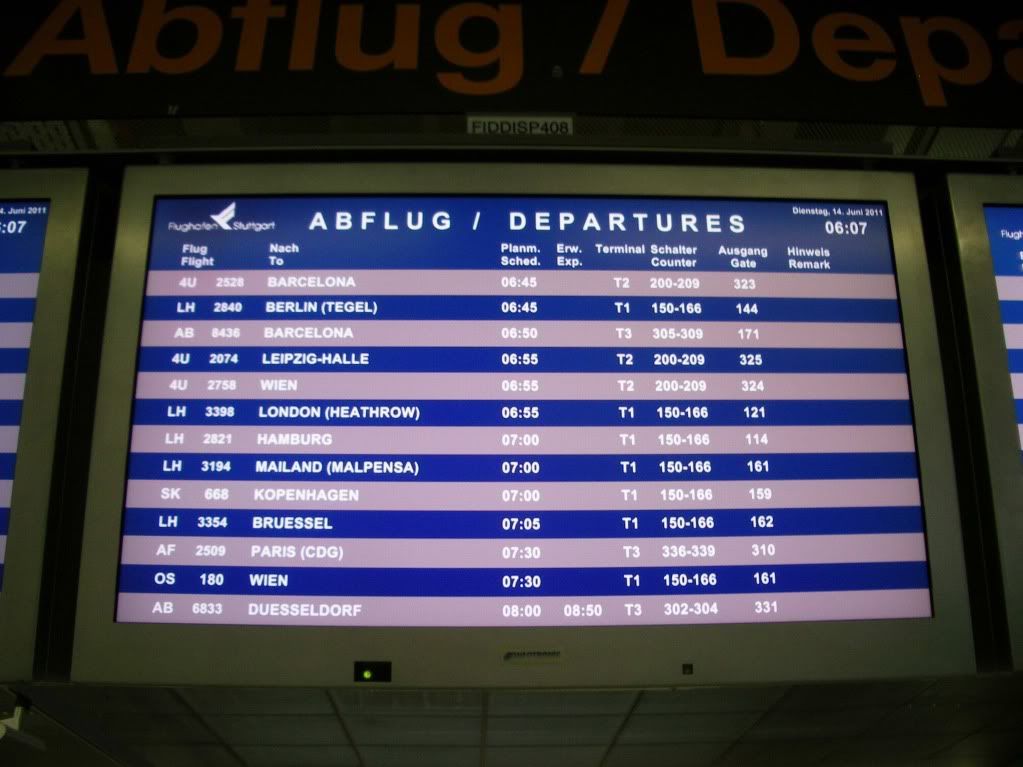 Abflug / Depa
FIDDISP408
4. Juni 2011
:07
Flughafen Stuttgart
ABFLUG / DEPARTURES
Dienstag, 14. Juni 2011
06:07
Flug Nach Planm. Erw. Terminal Schalter Ausgang Hinweis
Flight To Sched. Exp. Counter Gate Remark
4U 2528 BARCELONA 06:45 T2 200-209 323
LH 2840 BERLIN (TEGEL) 06:45 T1 150-166 144
AB 8436 BARCELONA 06:50 T3 305-309 171
4U 2074 LEIPZIG-HALLE 06:55 T2 200-209 325
4U 2758 WIEN 06:55 T2 200-209 324
LH 3398 LONDON (HEATHROW) 06:55 T1 150-166 121
LH 2821 HAMBURG 07:00 T1 150-166 114
LH 3194 MAILAND (MALPENSA) 07:00 T1 150-166 161
SK 668 KOPENHAGEN 07:00 T1 150-166 159
LH 3354 BRUESSEL 07:05 T1 150-166 162
AF 2509 PARIS (CDG) 07:30 T3 336-339 310
OS 180 WIEN 07:30 T1 150-166 161
AB 6833 DUESSELDORF 08:00 08:50 T3 302-304 331
Flugh